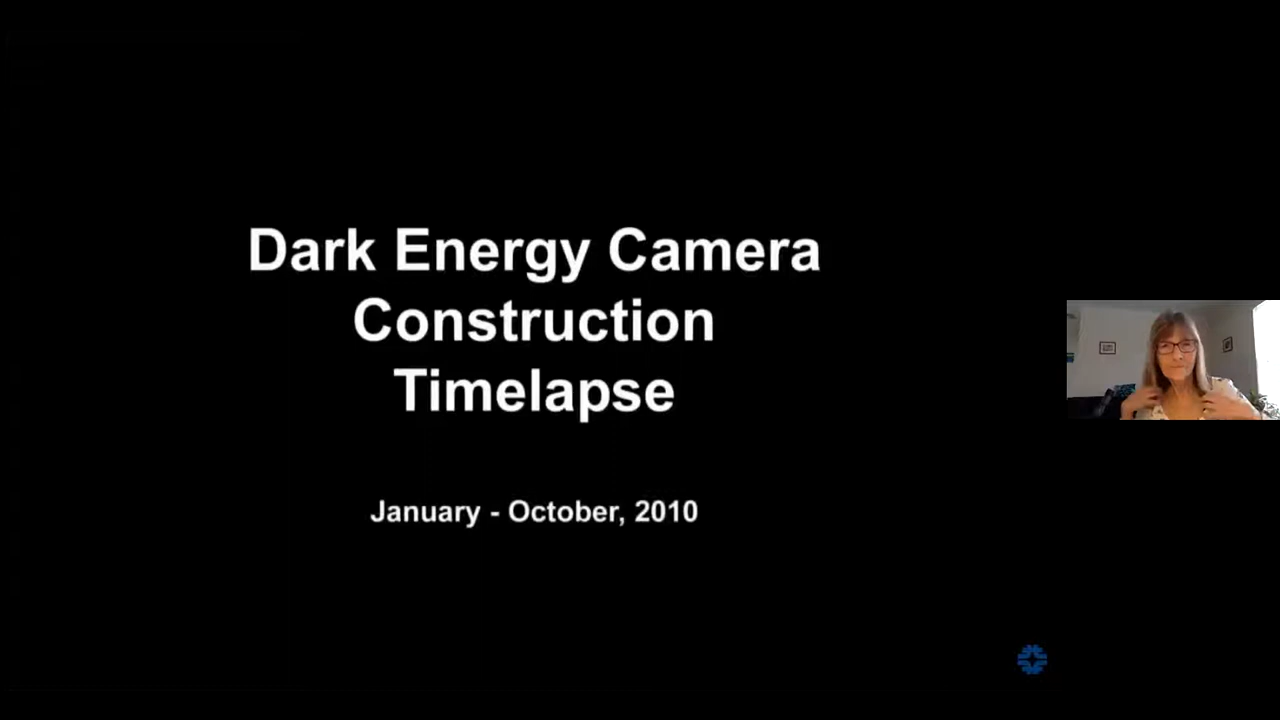 Dark Energy Camera
Construction
Timelapse
January - October, 2010